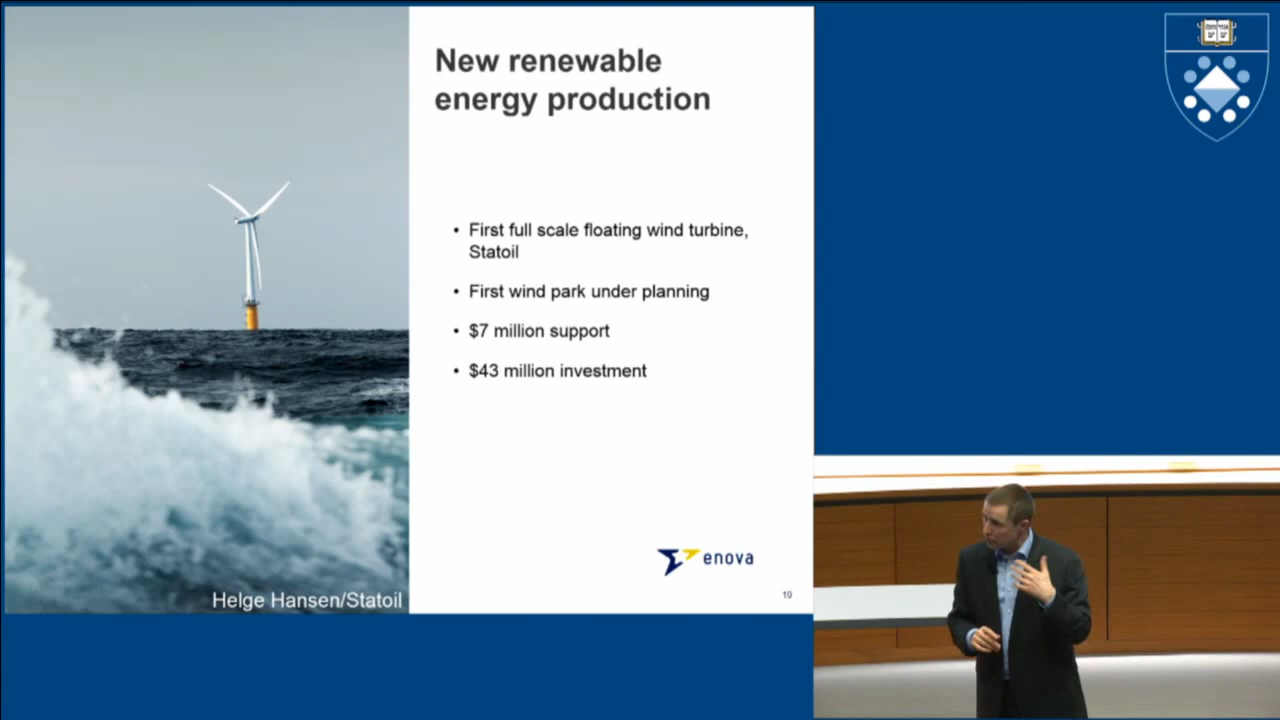 New renewable
energy production
• First full scale floating wind turbine,
Statoil
• First wind park under planning
• $7 million support
• $43 million investment
enova
Helge Hansen/Statoil
19